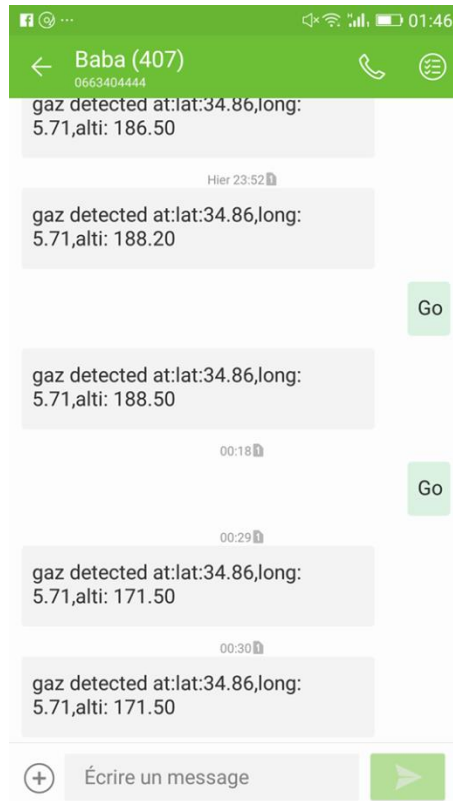 01:46
Baba (407)
0663404444
gaz detected at:lat:34.86,long:
5.71,alti: 186.50
Hier 23:52 1
gaz detected at:lat:34.86,long:
5.71,alti: 188.20
Go
gaz detected at:lat:34.86,long:
5.71,alti: 188.50
00:18 1
Go
00:29 1
gaz detected at:lat:34.86,long:
5.71,alti: 171.50
00:30 1
gaz detected at:lat:34.86,long:
5.71,alti: 171.50
Écrire un message